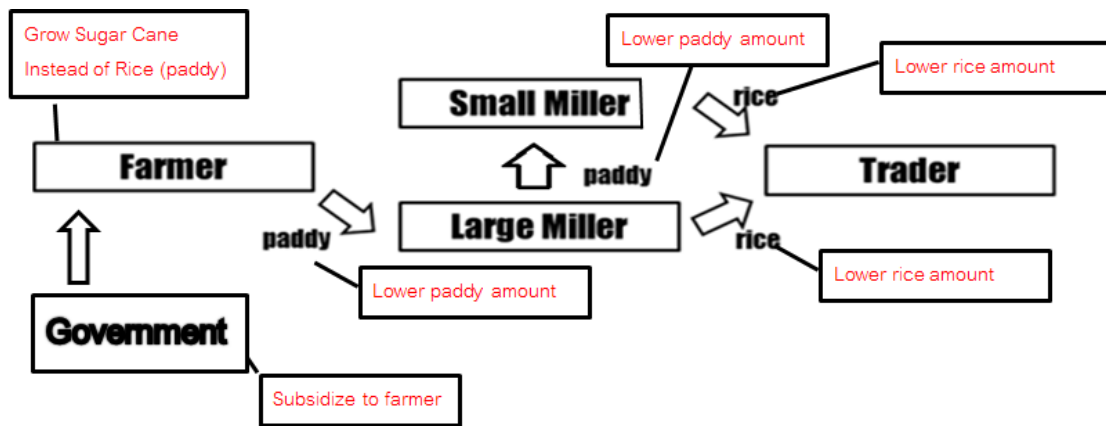 Grow Sugar Cane
Instead of Rice (paddy)
Lower paddy amount
Lower rice amount
Small Miller
rice
Farmer
paddy
Trader
Large Miller
paddy
rice
Lower paddy amount
Lower rice amount
Government
Subsidize to farmer